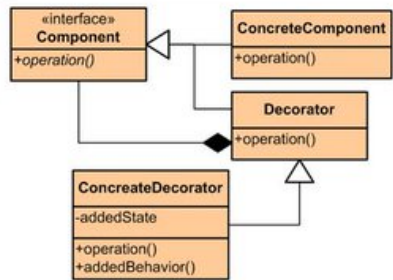 «interface»
Component
+operation()
ConcreteComponent
+operation()
Decorator
+operation()
ConcreateDecorator
-addedState
+operation()
+addedBehavior()